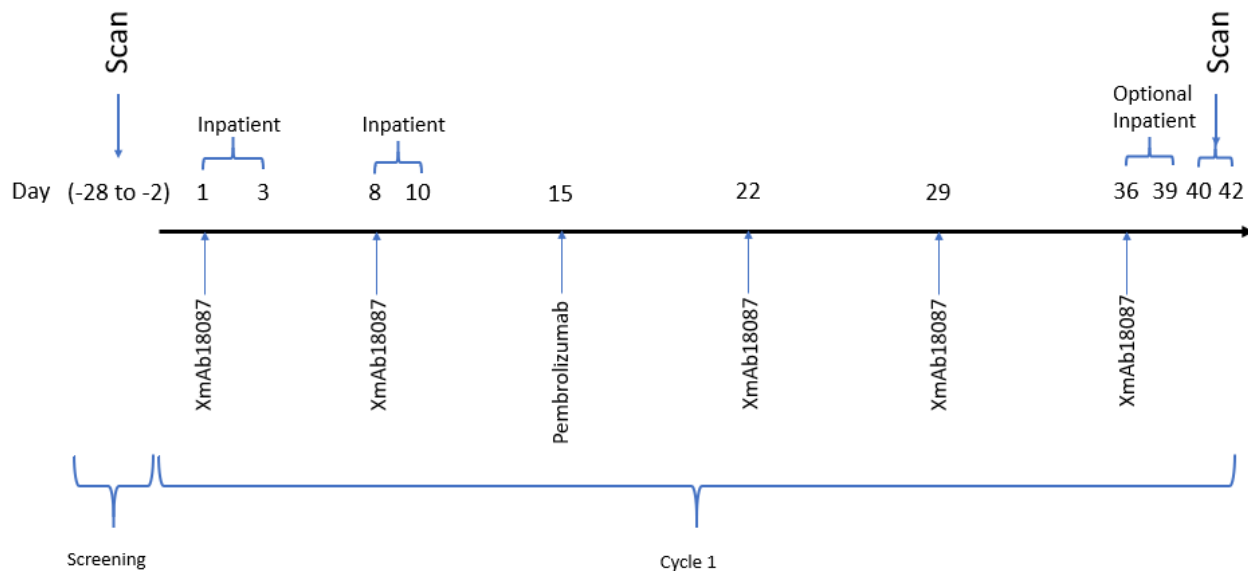 Scan
Scan
Inpatient
Inpatient
Optional
Inpatient
Day (-28 to -2) 1 3 8 10 15 22 29 36 39 40 42
XmAb18087
XmAb18087
Pembrolizumab
XmAb18087
XmAb18087
XmAb18087
Screening
Cycle 1